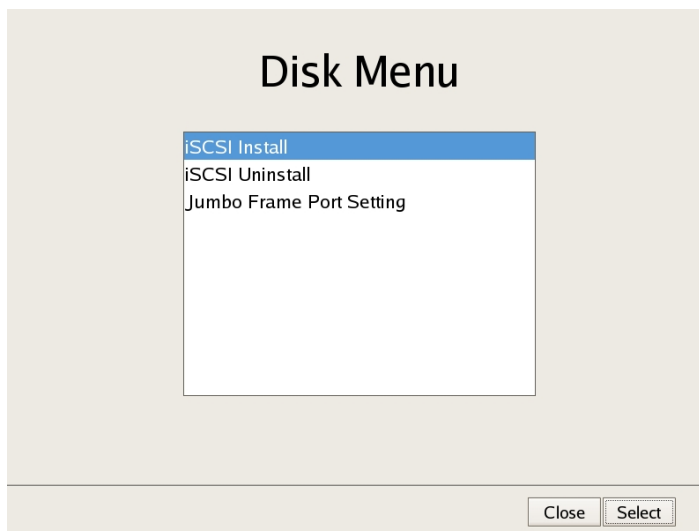 Disk Menu
iSCSI Install
iSCSI Uninstall
Jumbo Frame Port Setting
Close Select